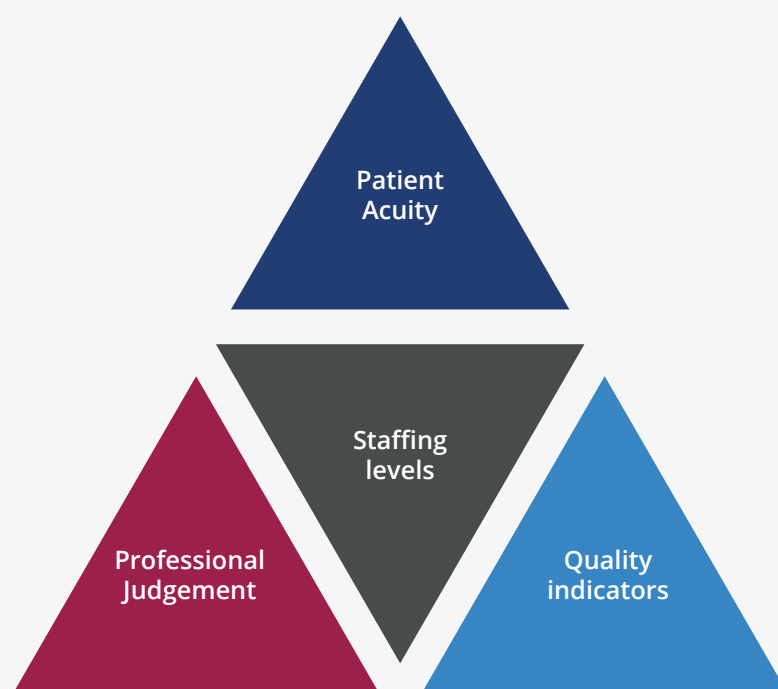 Patient
Acuity
Staffing
levels
Professional
Judgement
Quality
indicators